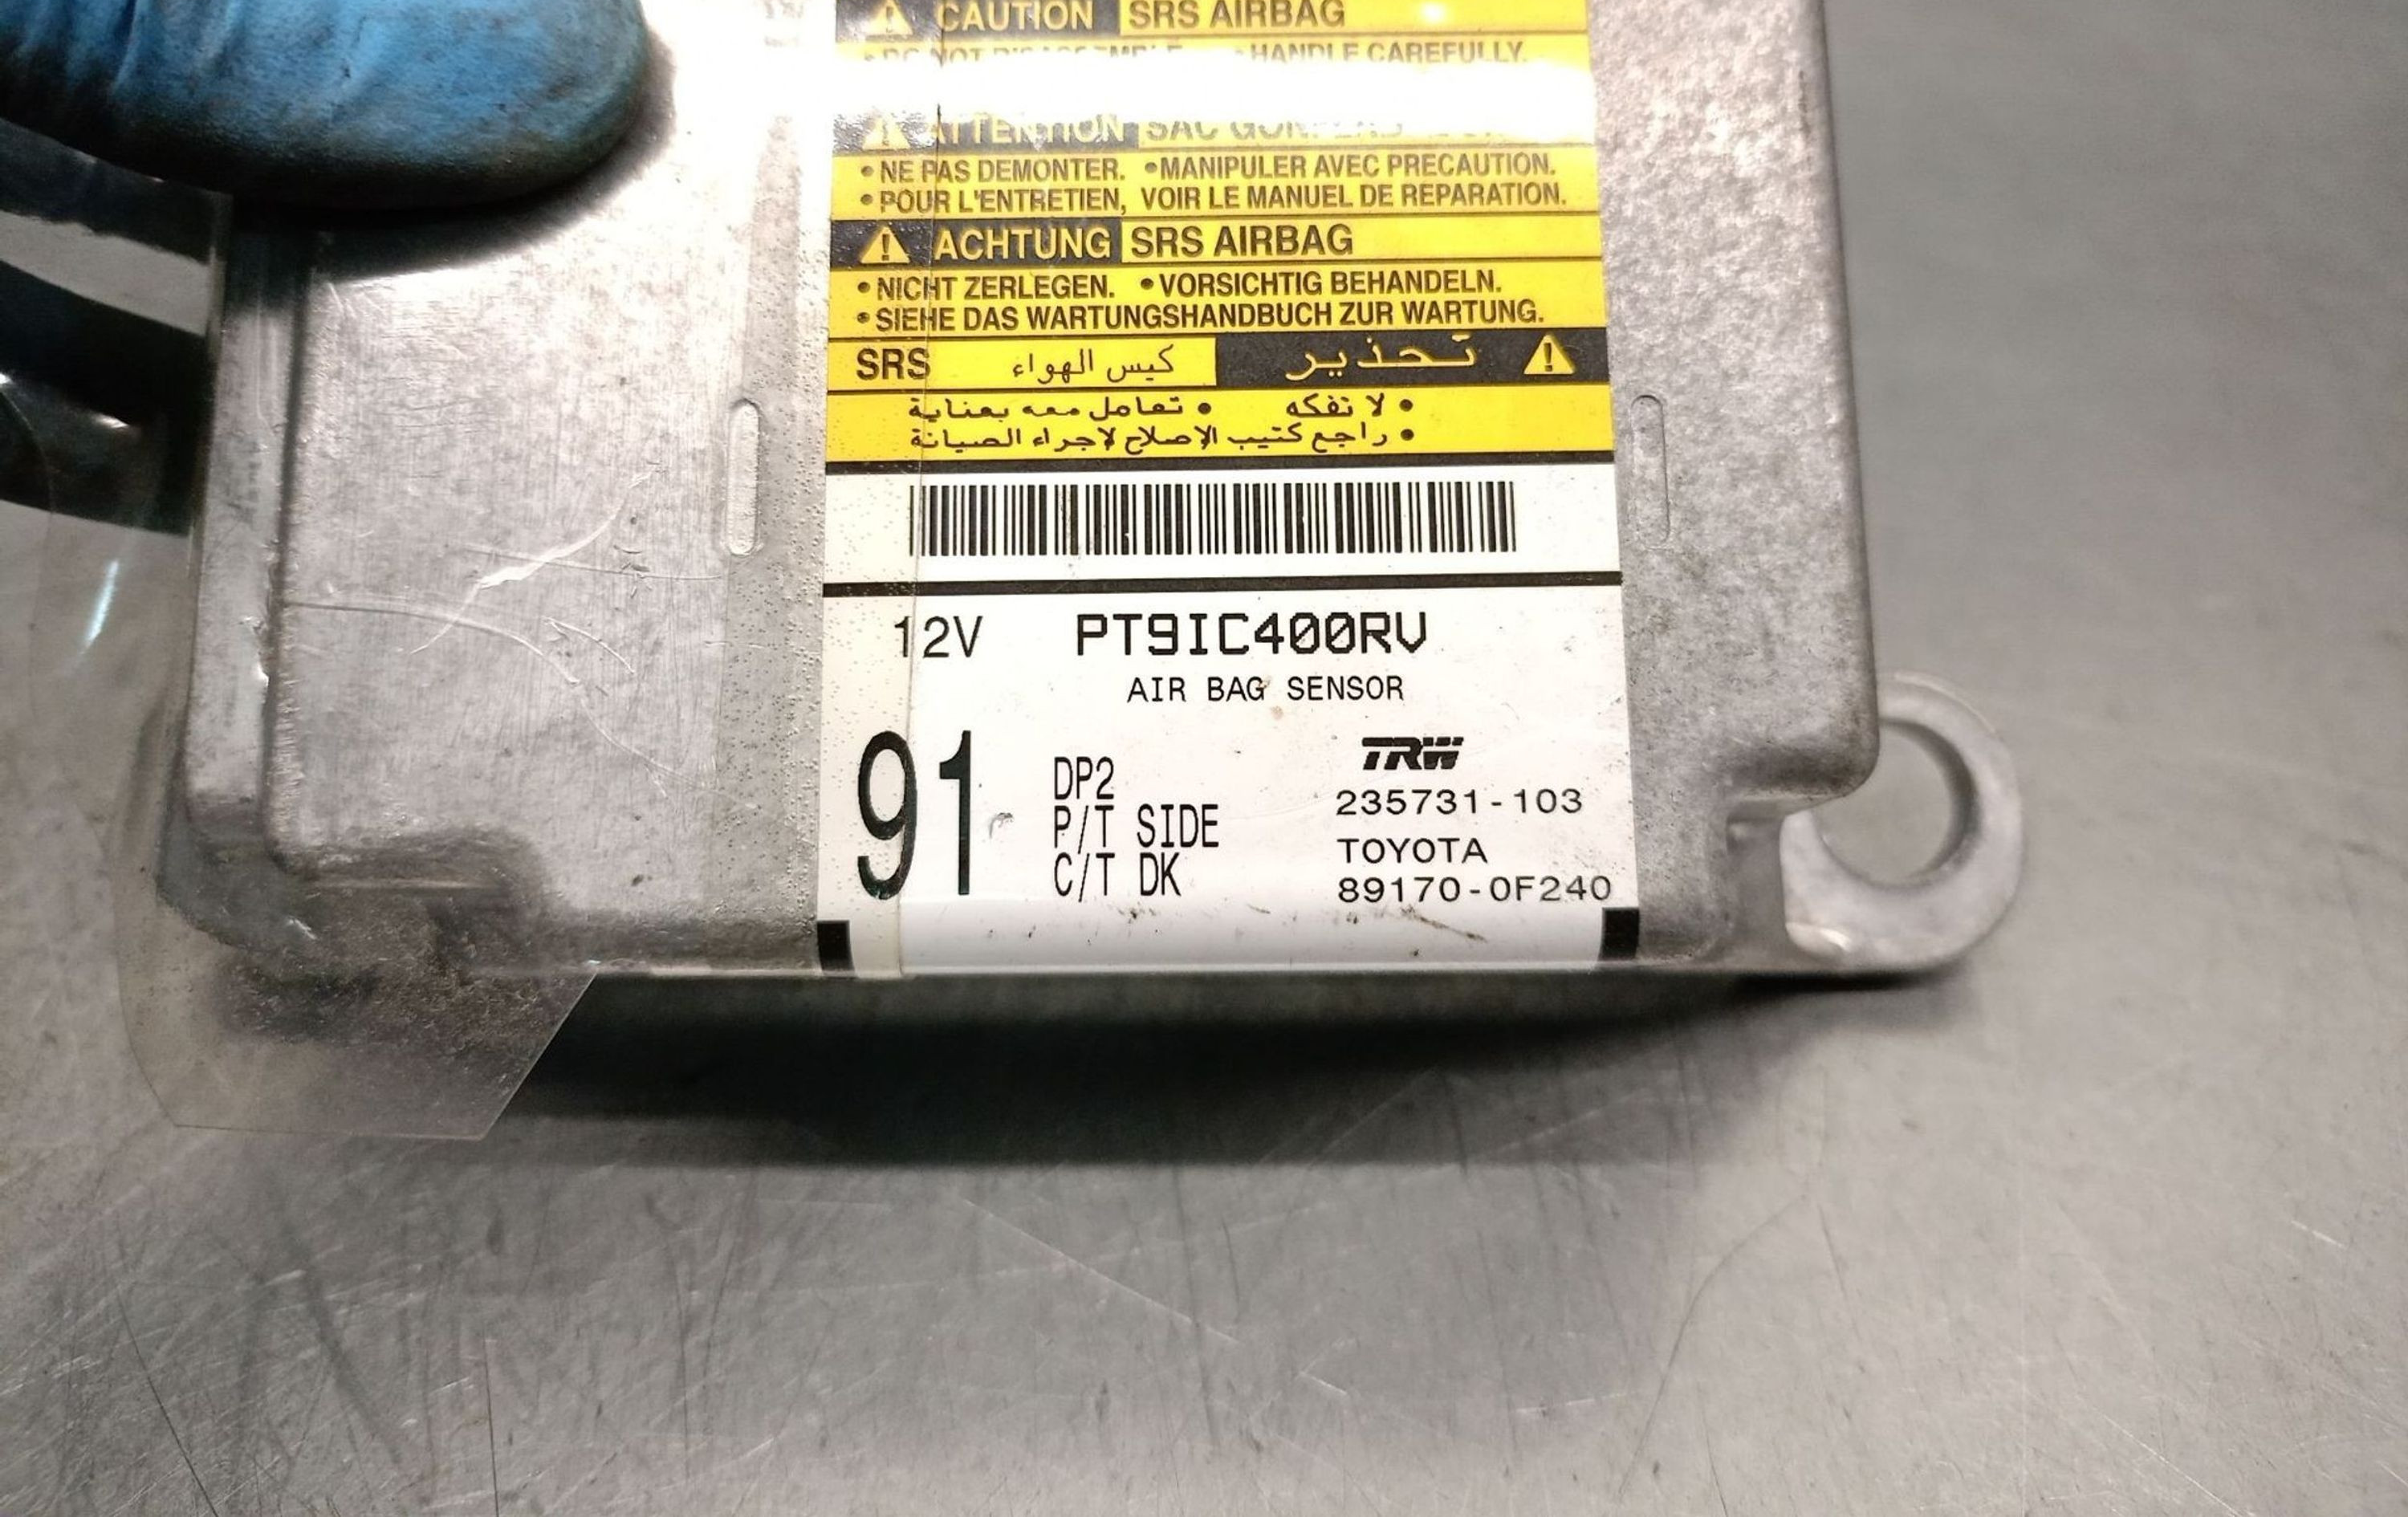 CAUTION SRS AIRBAG
• HANDLE CAREFULLY.
ATTENTION SAC
• NE PAS DEMONTER. • MANIPULER AVEC PRECAUTION.
• POUR L'ENTRETIEN, VOIR LE MANUEL DE REPARATION.
ACHTUNG SRS AIRBAG
• NICHT ZERLEGEN. • VORSICHTIG BEHANDELN.
• SIEHE DAS WARTUNGSHANDBUCH ZUR WARTUNG.
تحذير كيس الهواء SRS
• لا تفكه • تعامل معه بعناية
• راجع كتيب الإصلاح لاجراء الصيانة
12V PT9IC400RV
AIR BAG SENSOR
91
DP2
P/T SIDE
C/T DK
TRW
235731-103
TOYOTA
89170-0F240